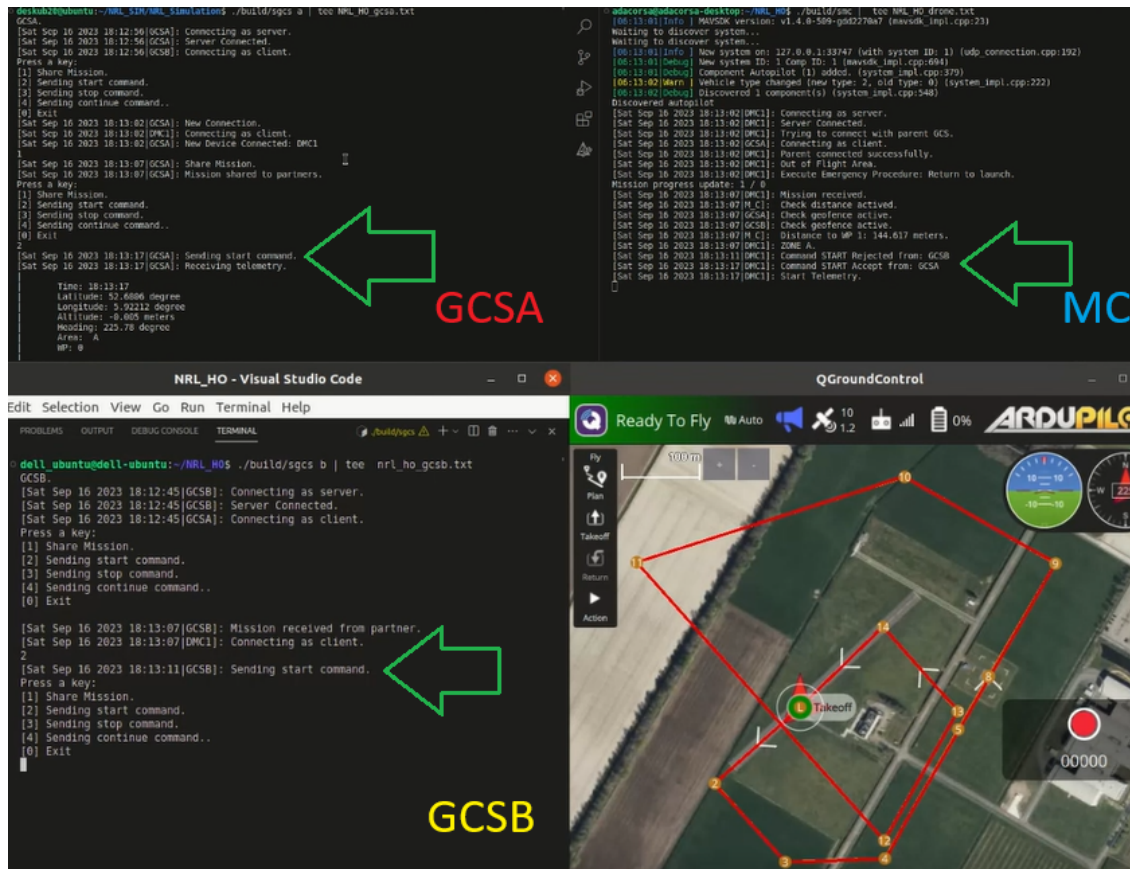 deskub20@ubuntu:~/NRL_SIM/NRL_Simulation$ ./build/sgcs a | tee NRL_HO_gcsa.txt
GCSA.
[Sat Sep 16 2023 18:12:56|GCSA]: Connecting as server.
[Sat Sep 16 2023 18:12:56|GCSA]: Server Connected.
[Sat Sep 16 2023 18:12:56|GCSB]: Connecting as client.
Press a key:
[1] Share Mission.
[2] Sending start command.
[3] Sending stop command.
[4] Sending continue command..
[0] Exit
[Sat Sep 16 2023 18:13:02|GCSA]: New Connection.
[Sat Sep 16 2023 18:13:02|DMC1]: Connecting as client.
[Sat Sep 16 2023 18:13:02|GCSA]: New Device Connected: DMC1
1
[Sat Sep 16 2023 18:13:07|GCSA]: Share Mission.
[Sat Sep 16 2023 18:13:07|GCSA]: Mission shared to partners.
Press a key:
[1] Share Mission.
[2] Sending start command.
[3] Sending stop command.
[4] Sending continue command..
[0] Exit
2
[Sat Sep 16 2023 18:13:17|GCSA]: Sending start command.
[Sat Sep 16 2023 18:13:17|GCSA]: Receiving telemetry.
Time: 18:13:17
Latitude: 52.6806 degree
Longitude: 5.92212 degree
Altitude: -0.005 meters
Heading: 225.78 degree
Area: A
WP: 0
GCSA
adacorsa@adacorsa-desktop:~/NRL_HO$ ./build/smc | tee NRL_HO_drone.txt
[06:13:01|Info ] MAVSDK version: v1.4.0-509-gdd2270a7 (mavsdk_impl.cpp:23)
Waiting to discover system...
Waiting to discover system...
[06:13:01|Info ] New system on: 127.0.0.1:33747 (with system ID: 1) (udp_connection.cpp:192)
[06:13:01|Debug] New system ID: 1 Comp ID: 1 (mavsdk_impl.cpp:694)
[06:13:01|Debug] Component Autopilot (1) added. (system_impl.cpp:379)
[06:13:02|Warn ] Vehicle type changed (new type: 2, old type: 0) (system_impl.cpp:222)
[06:13:02|Debug] Discovered 1 component(s) (system_impl.cpp:548)
Discovered autopilot
[Sat Sep 16 2023 18:13:02|DMC1]: Connecting as server.
[Sat Sep 16 2023 18:13:02|DMC1]: Server Connected.
[Sat Sep 16 2023 18:13:02|DMC1]: Trying to connect with parent GCS.
[Sat Sep 16 2023 18:13:02|GCSA]: Connecting as client.
[Sat Sep 16 2023 18:13:02|DMC1]: Parent connected successfully.
[Sat Sep 16 2023 18:13:02|DMC1]: Out of Flight Area.
[Sat Sep 16 2023 18:13:02|DMC1]: Execute Emergency Procedure: Return to launch.
Mission progress update: 1 / 0
[Sat Sep 16 2023 18:13:07|DMC1]: Mission received.
[Sat Sep 16 2023 18:13:07|M_C]: Check distance actived.
[Sat Sep 16 2023 18:13:07|GCSA]: Check geofence active.
[Sat Sep 16 2023 18:13:07|GCSB]: Check geofence active.
[Sat Sep 16 2023 18:13:07|M_C]: Distance to WP 1: 144.617 meters.
[Sat Sep 16 2023 18:13:07|DMC1]: ZONE A.
[Sat Sep 16 2023 18:13:11|DMC1]: Command START Rejected from: GCSB
[Sat Sep 16 2023 18:13:17|DMC1]: Command START Accept from: GCSA
[Sat Sep 16 2023 18:13:17|DMC1]: Start Telemetry.
MC
NRL_HO - Visual Studio Code
Edit Selection View Go Run Terminal Help
PROBLEMS OUTPUT DEBUG CONSOLE TERMINAL ./build/sgcs
dell_ubuntu@dell-ubuntu:~/NRL_HO$ ./build/sgcs b | tee nrl_ho_gcsb.txt
GCSB.
[Sat Sep 16 2023 18:12:45|GCSB]: Connecting as server.
[Sat Sep 16 2023 18:12:45|GCSB]: Server Connected.
[Sat Sep 16 2023 18:12:45|GCSA]: Connecting as client.
Press a key:
[1] Share Mission.
[2] Sending start command.
[3] Sending stop command.
[4] Sending continue command..
[0] Exit
[Sat Sep 16 2023 18:13:07|GCSB]: Mission received from partner.
[Sat Sep 16 2023 18:13:07|DMC1]: Connecting as client.
2
[Sat Sep 16 2023 18:13:11|GCSB]: Sending start command.
Press a key:
[1] Share Mission.
[2] Sending start command.
[3] Sending stop command.
[4] Sending continue command..
[0] Exit
GCSB
QGroundControl
Ready To Fly Auto 10 1.2 0% ARDUPILO
Fly
Plan
Takeoff
Return
Action
100 m
+ -
10
11
9
14
8
L Takeoff
13
5
2
12
3
4
10 10
-10 -10
N
W 22
00000